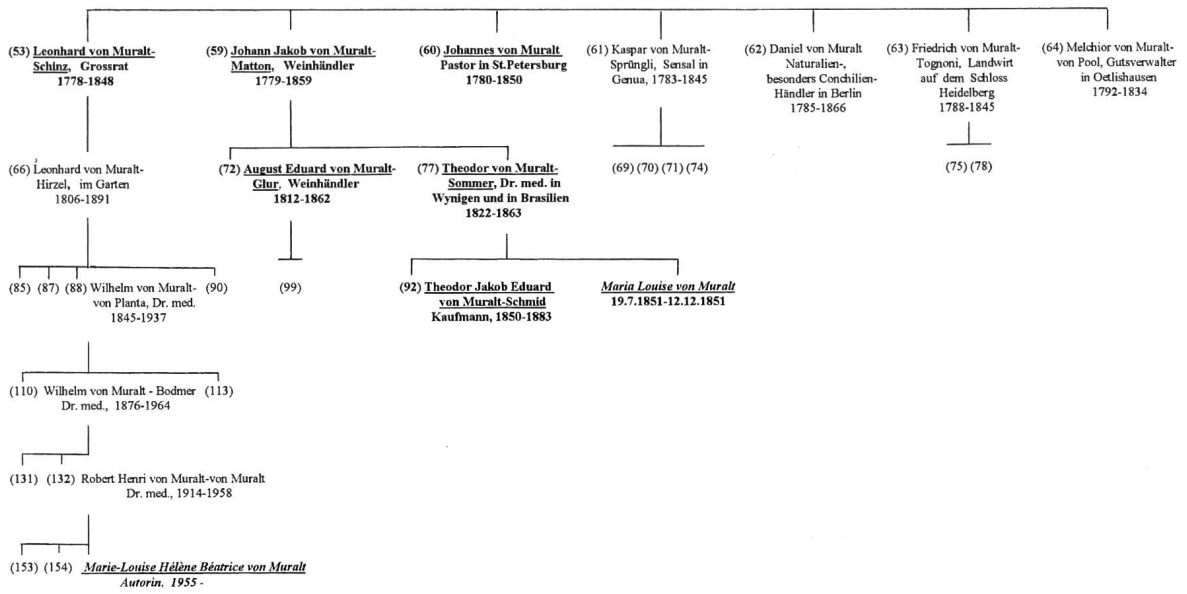 (53) Leonhard von Muralt-
Schinz, Grossrat
1778-1848
(59) Johann Jakob von Muralt-
Matton, Weinhändler
1779-1859
(60) Johannes von Muralt
Pastor in St.Petersburg
1780-1850
(61) Kaspar von Muralt-
Sprüngli, Sensal in
Genua, 1783-1845
(62) Daniel von Muralt
Naturalien-,
besonders Conchilien-
Händler in Berlin
1785-1866
(63) Friedrich von Muralt-
Tognoni, Landwirt
auf dem Schloss
Heidelberg
1788-1845
(64) Melchior von Muralt-
von Pool, Gutsverwalter
in Oetlishausen
1792-1834
(66) Leonhard von Muralt-
Hirzel, im Garten
1806-1891
(72) August Eduard von Muralt-
Glur, Weinhändler
1812-1862
(77) Theodor von Muralt-
Sommer, Dr. med. in
Wynigen und in Brasilien
1822-1863
(69) (70) (71) (74)
(75) (78)
(85) (87) (88) Wilhelm von Muralt- (90)
von Planta, Dr. med.
1845-1937
(99)
(92) Theodor Jakob Eduard
von Muralt-Schmid
Kaufmann, 1850-1883
Maria Louise von Muralt
19.7.1851-12.12.1851
(110) Wilhelm von Muralt - Bodmer (113)
Dr. med., 1876-1964
(131) (132) Robert Henri von Muralt-von Muralt
Dr. med., 1914-1958
(153) (154) Marie-Louise Hélène Béatrice von Muralt
Autorin, 1955 -